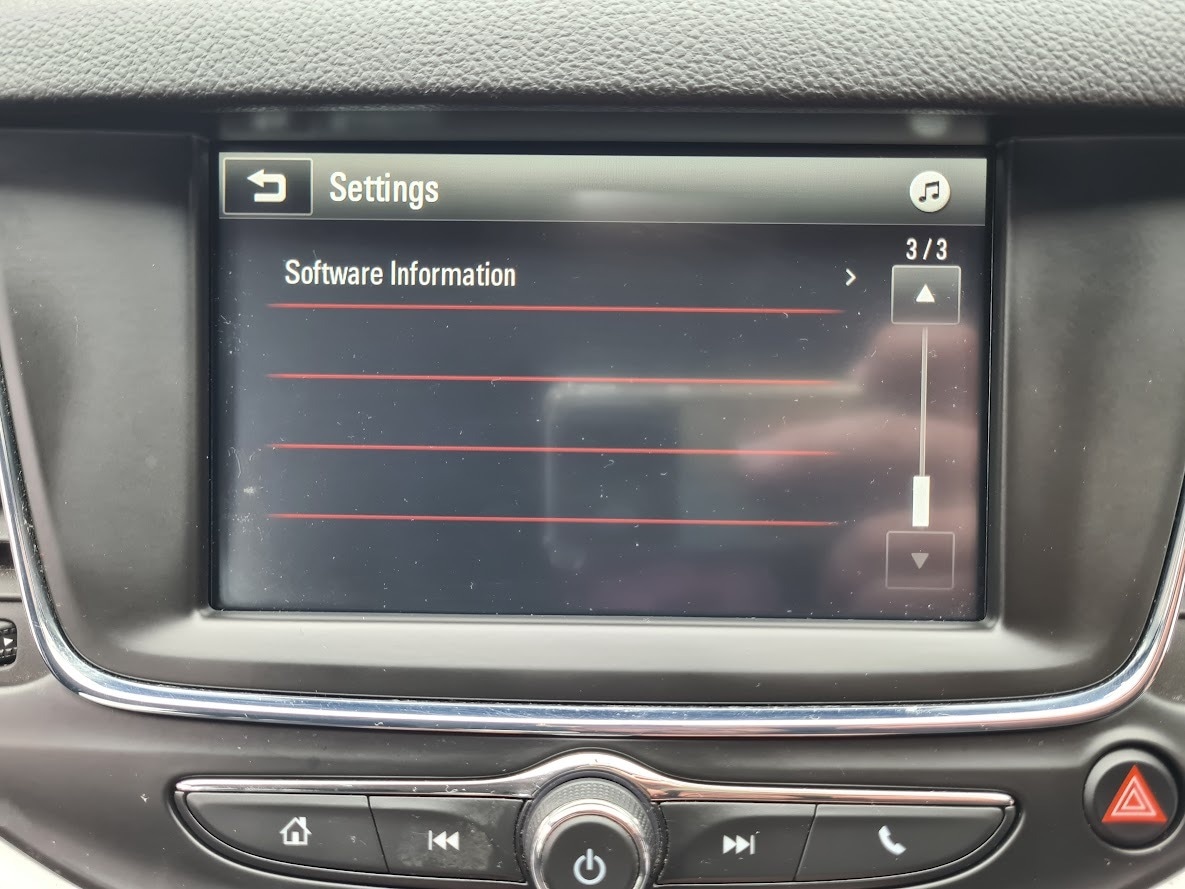 Settings
3/3
Software Information